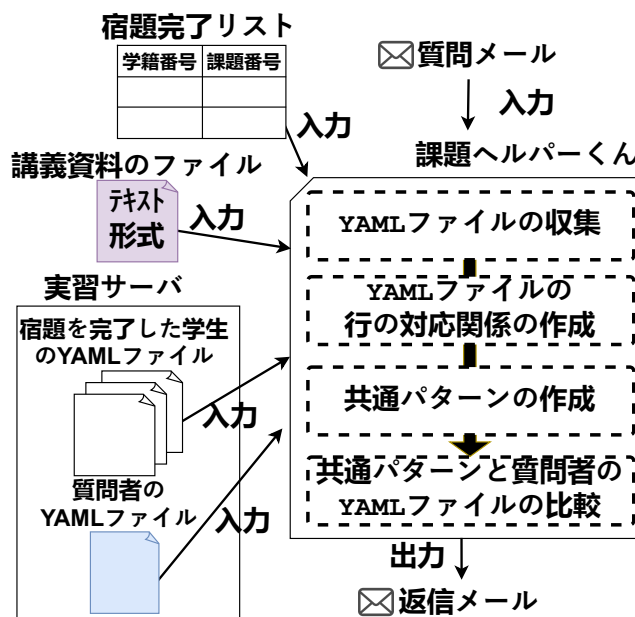 宿題完了リスト
学籍番号 課題番号
入力
質問メール
入力
課題ヘルパーくん
講義資料のファイル
テキスト
形式
入力
YAMLファイルの収集
YAMLファイルの
行の対応関係の作成
共通パターンの作成
共通パターンと質問者の
YAMLファイルの比較
実習サーバ
宿題を完了した学生
のYAMLファイル
入力
質問者の
YAMLファイル
入力
出力
返信メール